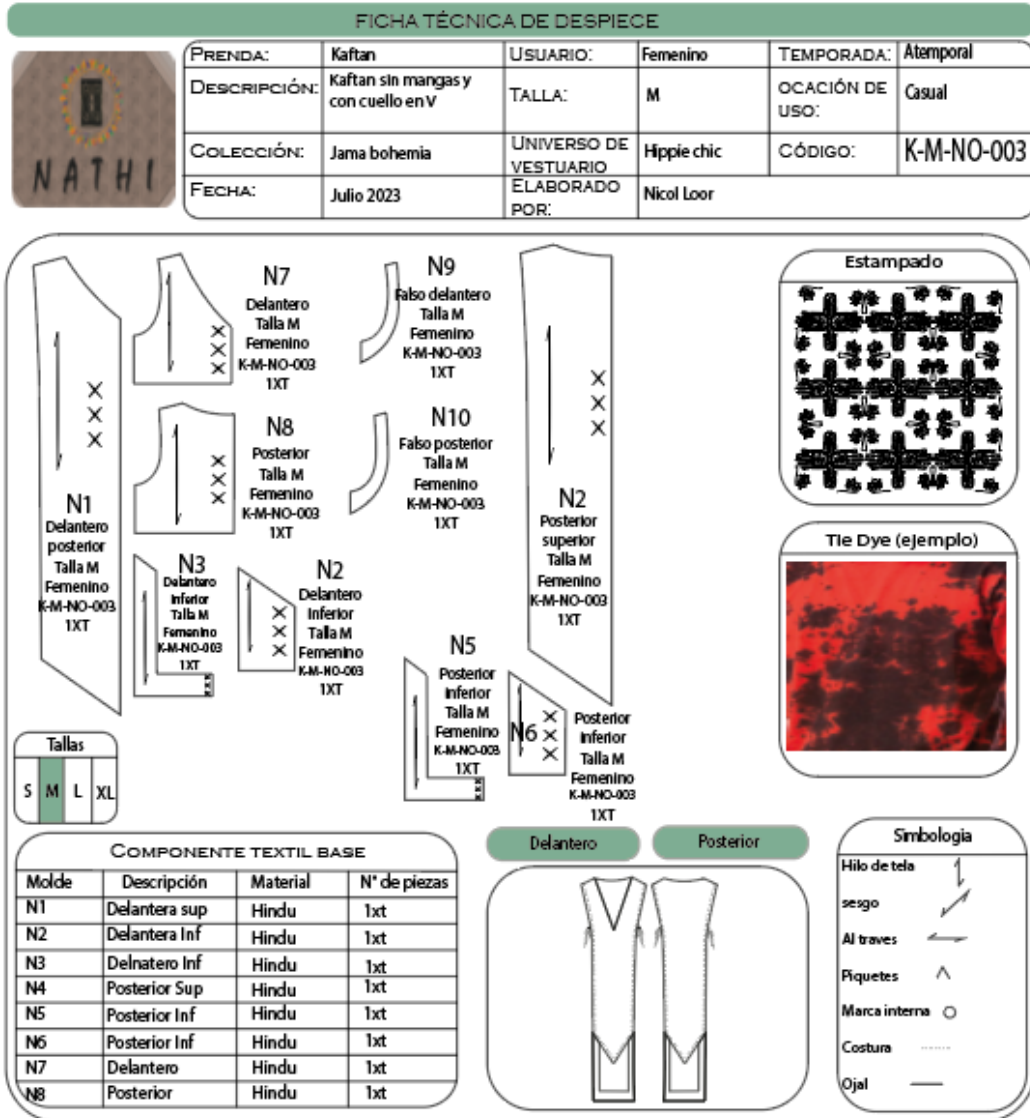 FICHA TÉCNICA DE DESPIECE
NATHI
PRENDA: Kaftan USUARIO: Femenino TEMPORADA: Atemporal
DESCRIPCIÓN: Kaftan sin mangas y
con cuello en V
TALLA: M
OCACIÓN DE
USO:
Casual
COLECCIÓN: Jama bohemia
UNIVERSO DE
VESTUARIO
Hippie chic
CÓDIGO: K-M-NO-003
FECHA: Julio 2023
ELABORADO
POR:
Nicol Loor
N1
Delantero
posterior
Talla M
Femenino
K-M-NO-003
1XT
N7
Delantero
Talla M
Femenino
K-M-NO-003
1XT
N8
Posterior
Talla M
Femenino
K-M-NO-003
1XT
N3
Delantero
Inferior
Talla M
Femenino
K-M-NO-003
1XT
N2
Delantero
Inferior
Talla M
Femenino
K-M-NO-003
1XT
N9
Falso delantero
Talla M
Femenino
K-M-NO-003
1XT
N10
Falso posterior
Talla M
Femenino
K-M-NO-003
1XT
N2
Posterior
superior
Talla M
Femenino
K-M-NO-003
1XT
N5
Posterior
inferior
Talla M
Femenino
K-M-NO-003
1XT
N6
Posterior
inferior
Talla M
Femenino
K-M-NO-003
1XT
Estampado
Tie Dye (ejemplo)
Tallas
S M L XL
COMPONENTE TEXTIL BASE
Molde Descripción Material N° de piezas
N1 Delantera sup Hindu 1xt
N2 Delantera Inf Hindu 1xt
N3 Delnatero Inf Hindu 1xt
N4 Posterior Sup Hindu 1xt
N5 Posterior Inf Hindu 1xt
N6 Posterior Inf Hindu 1xt
N7 Delantero Hindu 1xt
N8 Posterior Hindu 1xt
Delantero
Posterior
Simbologia
Hilo de tela
sesgo
Al traves
Piquetes
Marca interna
Costura
Ojal